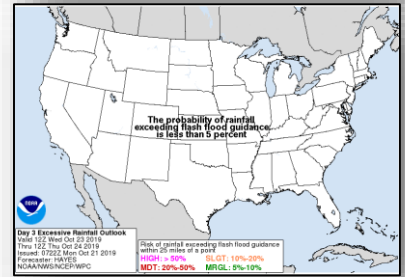 The probability of rainfall
exceeding flash flood guidance
is less than 5 percent
NOAA
Day 3 Excessive Rainfall Outlook
Valid 12Z Wed Oct 23 2019
Thru 12Z Thu Oct 24 2019
Issued: 0722Z Mon Oct 21 2019
Forecaster: HAYES
NOAA/NWS/NCEP/WPC
Risk of rainfall exceeding flash flood guidance
within 25 miles of a point
HIGH: > 50% SLGT: 10%-20%
MDT: 20%-50% MRGL: 5%-10%